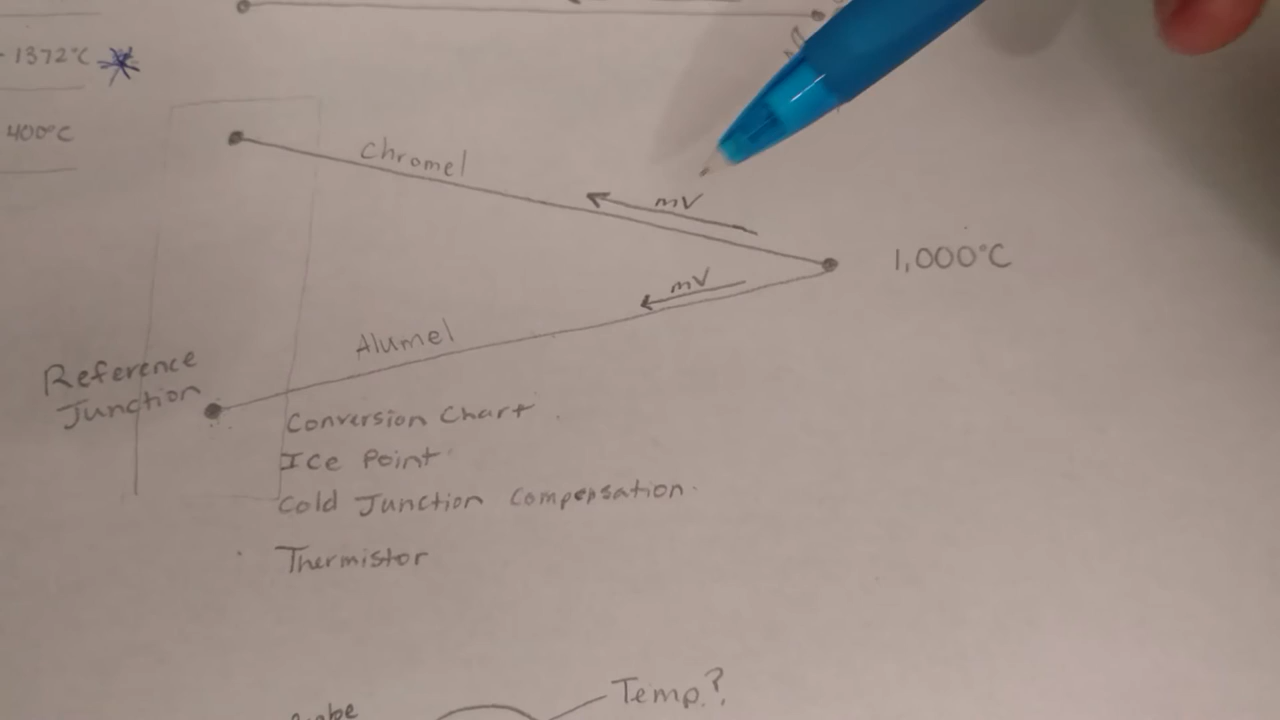 1372°C
400°C
Chromel
mV
1,000°C
mV
Alumel
Reference
Junction
Conversion Chart
Ice Point
Cold Junction Compensation
Thermistor
Temp?